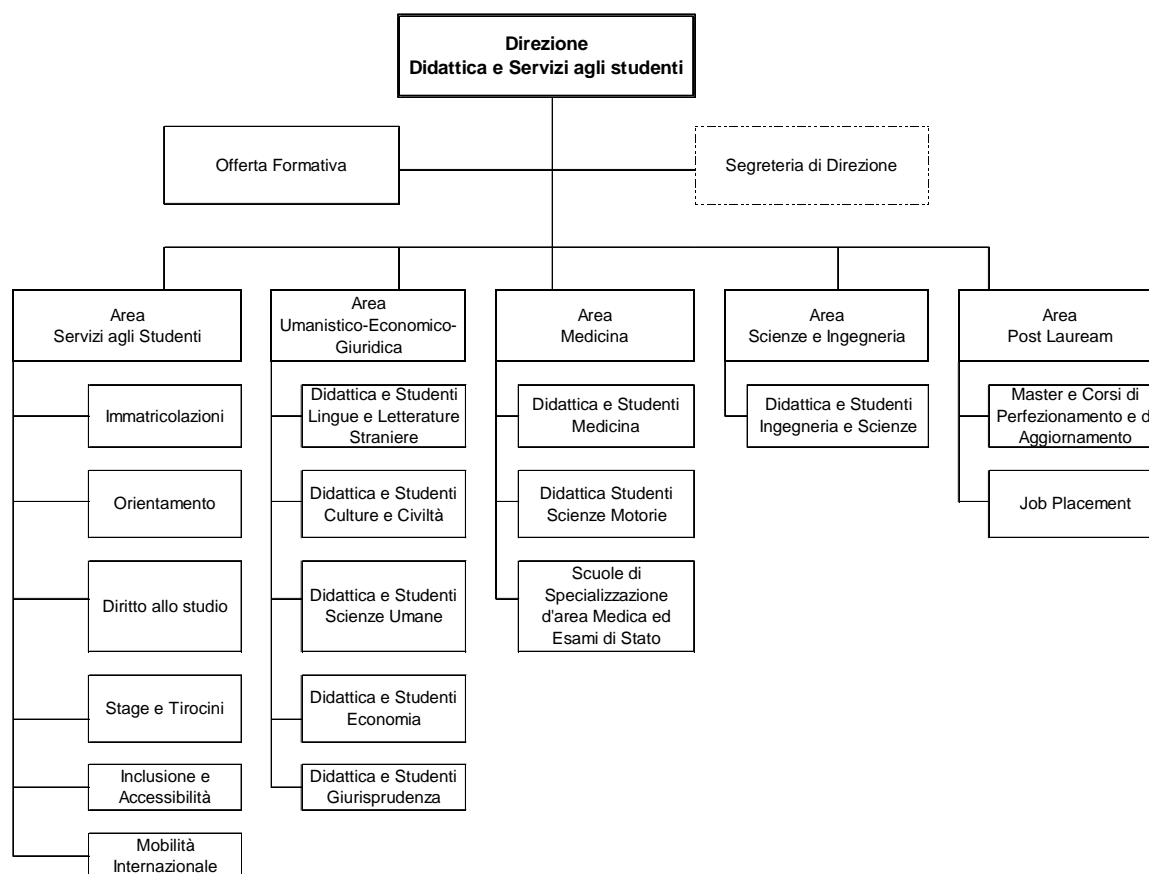 Direzione
Didattica e Servizi agli studenti
Offerta Formativa
Segreteria di Direzione
Area
Servizi agli Studenti
Area
Umanistico-Economico-
Giuridica
Area
Medicina
Area
Scienze e Ingegneria
Area
Post Lauream
Immatricolazioni
Orientamento
Diritto allo studio
Stage e Tirocini
Inclusione e
Accessibilità
Mobilità
Internazionale
Didattica e Studenti
Lingue e Letterature
Straniere
Didattica e Studenti
Culture e Civiltà
Didattica e Studenti
Scienze Umane
Didattica e Studenti
Economia
Didattica e Studenti
Giurisprudenza
Didattica e Studenti
Medicina
Didattica Studenti
Scienze Motorie
Scuole di
Specializzazione
d'area Medica ed
Esami di Stato
Didattica e Studenti
Ingegneria e Scienze
Master e Corsi di
Perfezionamento e d
Aggiornamento
Job Placement